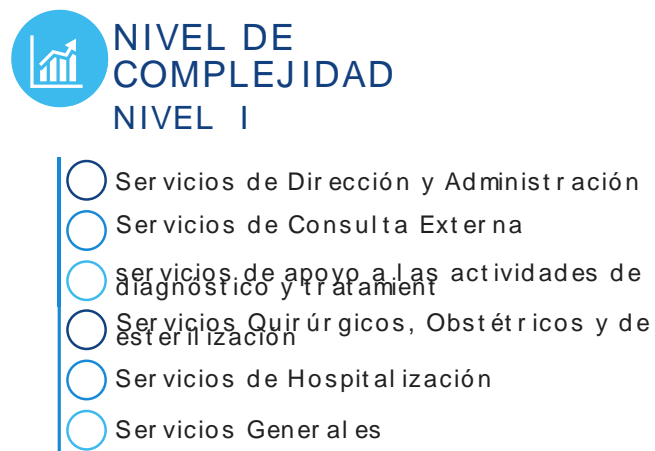 NIVEL DE
COMPLEJIDAD
NIVEL I
Servicios de Dirección y Administración
Servicios de Consulta Externa
servicios de apoyo a las actividades de
diagnóstico y tratamient
Servicios Quirúrgicos, Obstétricos y de
esterilización
Servicios de Hospitalización
Servicios Generales